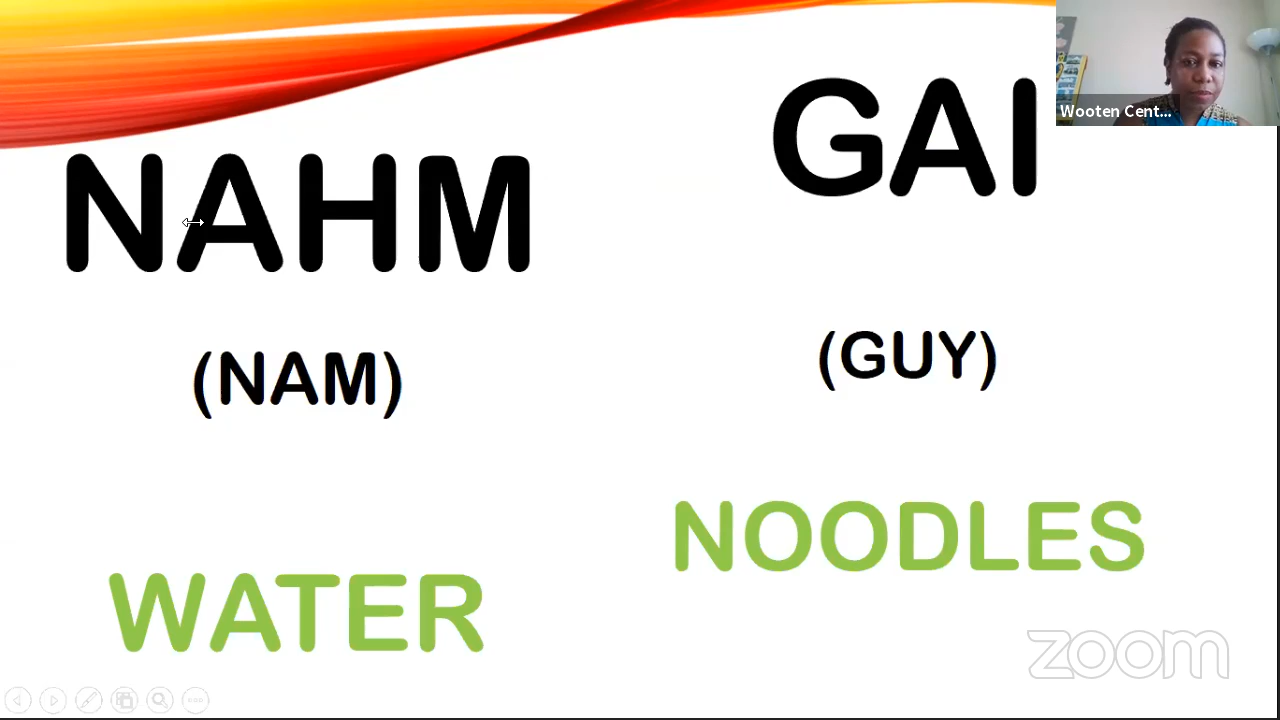 NAHM
(NAM)
WATER
GAI
(GUY)
NOODLES
Wooten Cent...
zoom